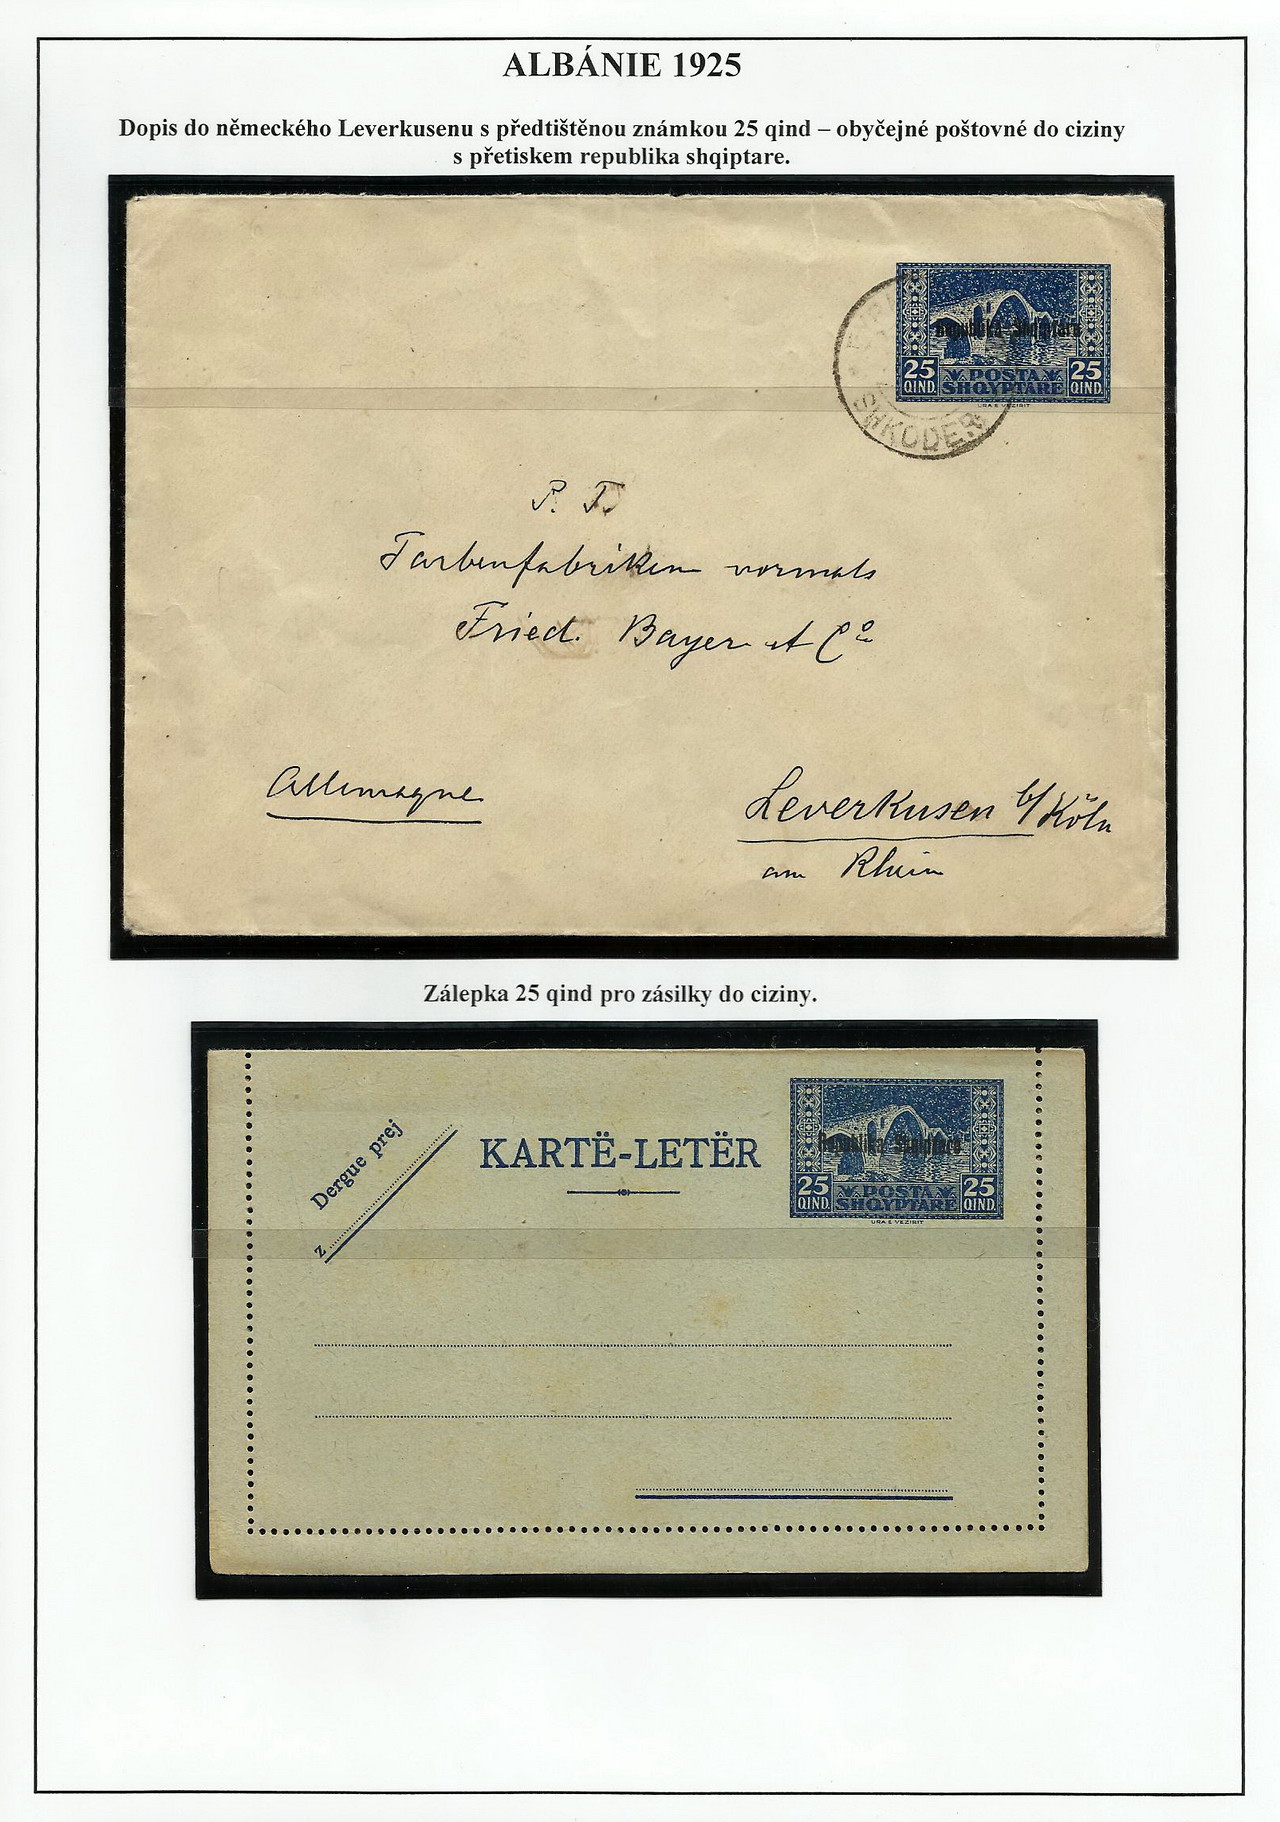 ALBÁNIE 1925
Dopis do německého Leverkusenu s předtištěnou známkou 25 qind – obyčejné poštovné do ciziny
s přetiskem republika shqiptare.
Republika Shqiptare
25 QIND. POSTA SHQYPTARE 25 QIND.
URA E VEZIRIT
SHKODER
P. T.
Farbenfabriken vormals
Fried. Bayer et Co
Allemagne
Leverkusen b/ Köln
am Rhein
Zálepka 25 qind pro zásilky do ciziny.
Dergue prej
z
KARTË-LETËR
Republika Shqiptare
25 QIND. POSTA SHQYPTARE 25 QIND.
URA E VEZIRIT